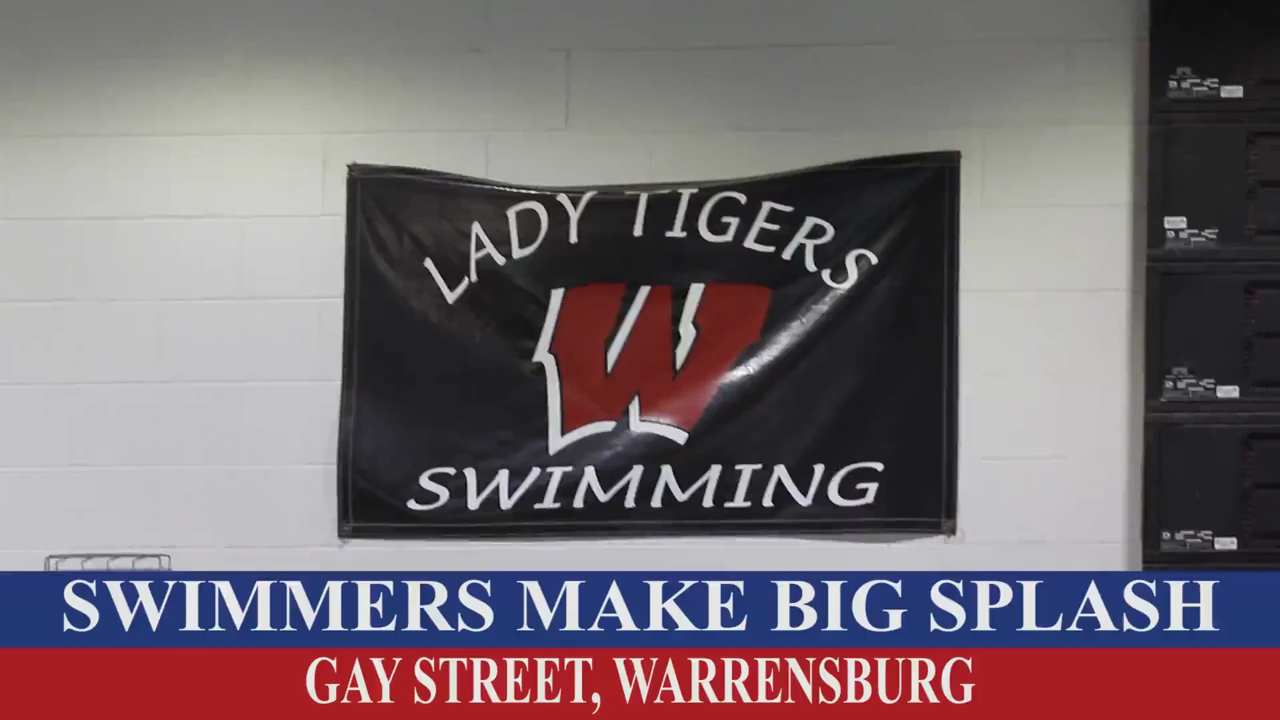 LADY TIGERS
W
SWIMMING
SWIMMERS MAKE BIG SPLASH
GAY STREET, WARRENSBURG